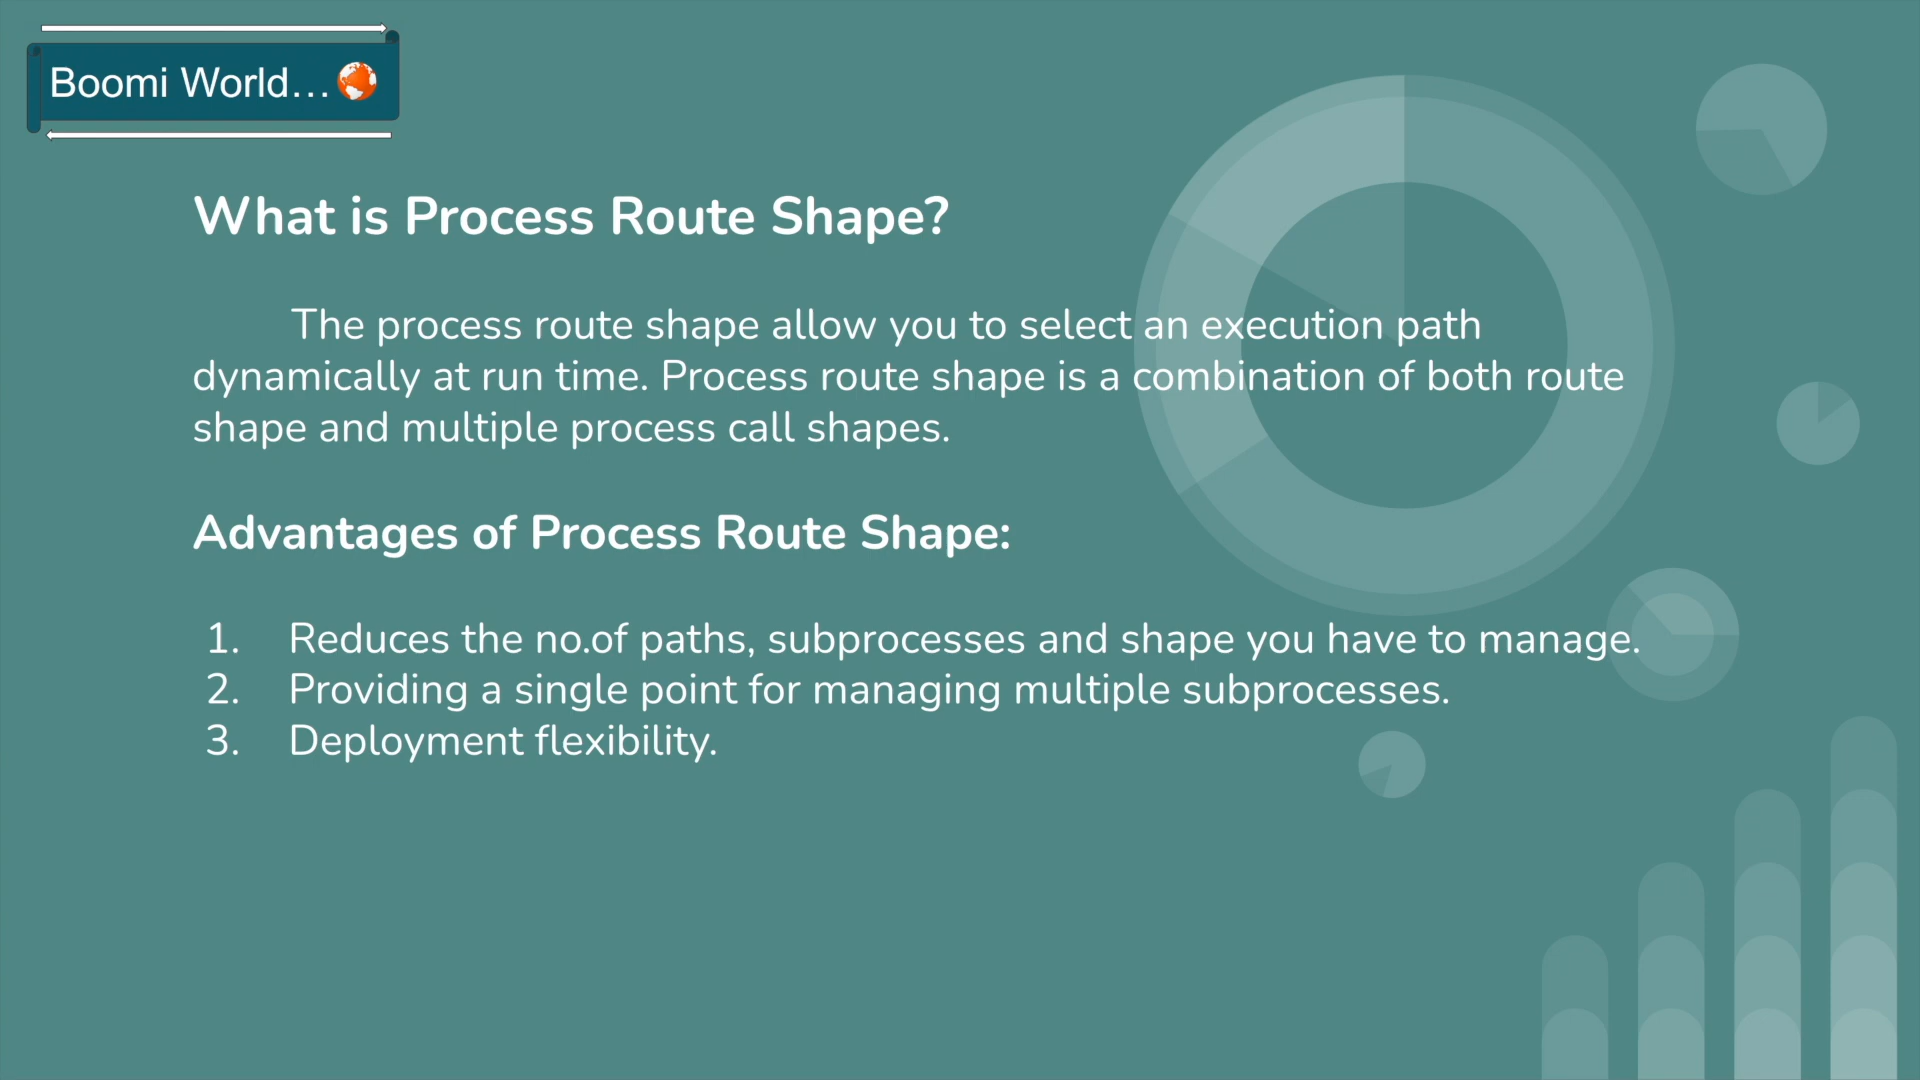 Boomi World...
What is Process Route Shape?
The process route shape allow you to select an execution path
dynamically at run time. Process route shape is a combination of both route
shape and multiple process call shapes.
Advantages of Process Route Shape:
1. Reduces the no.of paths, subprocesses and shape you have to manage.
2. Providing a single point for managing multiple subprocesses.
3. Deployment flexibility.